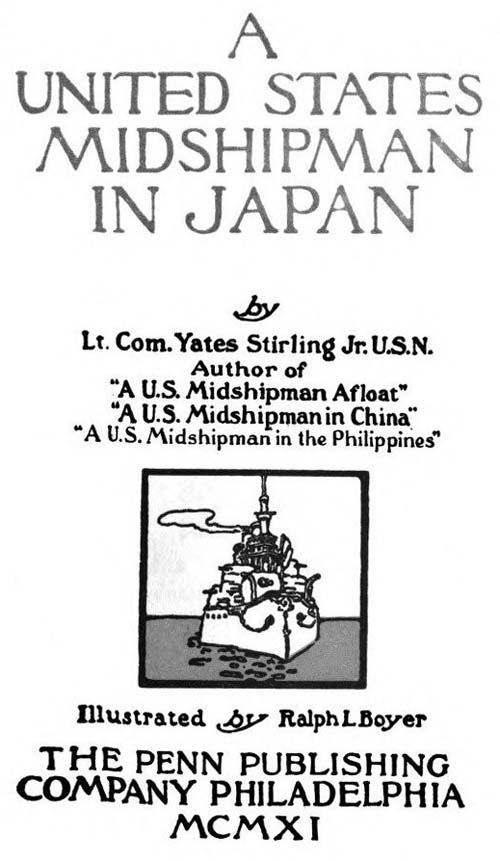 A
UNITED STATES
MIDSHIPMAN
IN JAPAN
by
Lt. Com. Yates Stirling Jr. U.S.N.
Author of
"A U.S. Midshipman Afloat"
"A U.S. Midshipman in China"
"A U.S. Midshipman in the Philippines"
Illustrated by Ralph L Boyer
THE PENN PUBLISHING
COMPANY PHILADELPHIA
MCMXI